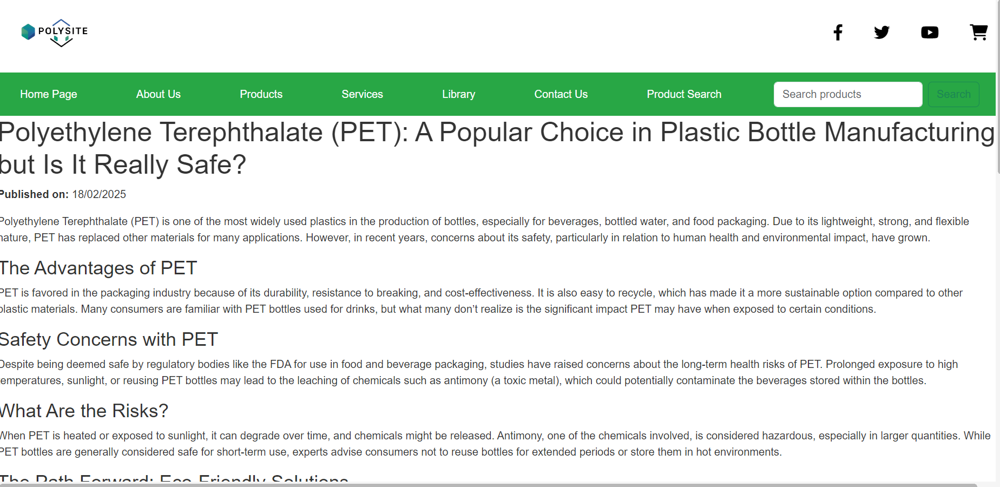 POLYSITE
Home Page About Us Products Services Library Contact Us Product Search Search products Search
Polyethylene Terephthalate (PET): A Popular Choice in Plastic Bottle Manufacturing
but Is It Really Safe?
Published on: 18/02/2025
Polyethylene Terephthalate (PET) is one of the most widely used plastics in the production of bottles, especially for beverages, bottled water, and food packaging. Due to its lightweight, strong, and flexible
nature, PET has replaced other materials for many applications. However, in recent years, concerns about its safety, particularly in relation to human health and environmental impact, have grown.
The Advantages of PET
PET is favored in the packaging industry because of its durability, resistance to breaking, and cost-effectiveness. It is also easy to recycle, which has made it a more sustainable option compared to other
plastic materials. Many consumers are familiar with PET bottles used for drinks, but what many don’t realize is the significant impact PET may have when exposed to certain conditions.
Safety Concerns with PET
Despite being deemed safe by regulatory bodies like the FDA for use in food and beverage packaging, studies have raised concerns about the long-term health risks of PET. Prolonged exposure to high
temperatures, sunlight, or reusing PET bottles may lead to the leaching of chemicals such as antimony (a toxic metal), which could potentially contaminate the beverages stored within the bottles.
What Are the Risks?
When PET is heated or exposed to sunlight, it can degrade over time, and chemicals might be released. Antimony, one of the chemicals involved, is considered hazardous, especially in larger quantities. While
PET bottles are generally considered safe for short-term use, experts advise consumers not to reuse bottles for extended periods or store them in hot environments.
The Path Forward: Eco-Friendly Solutions